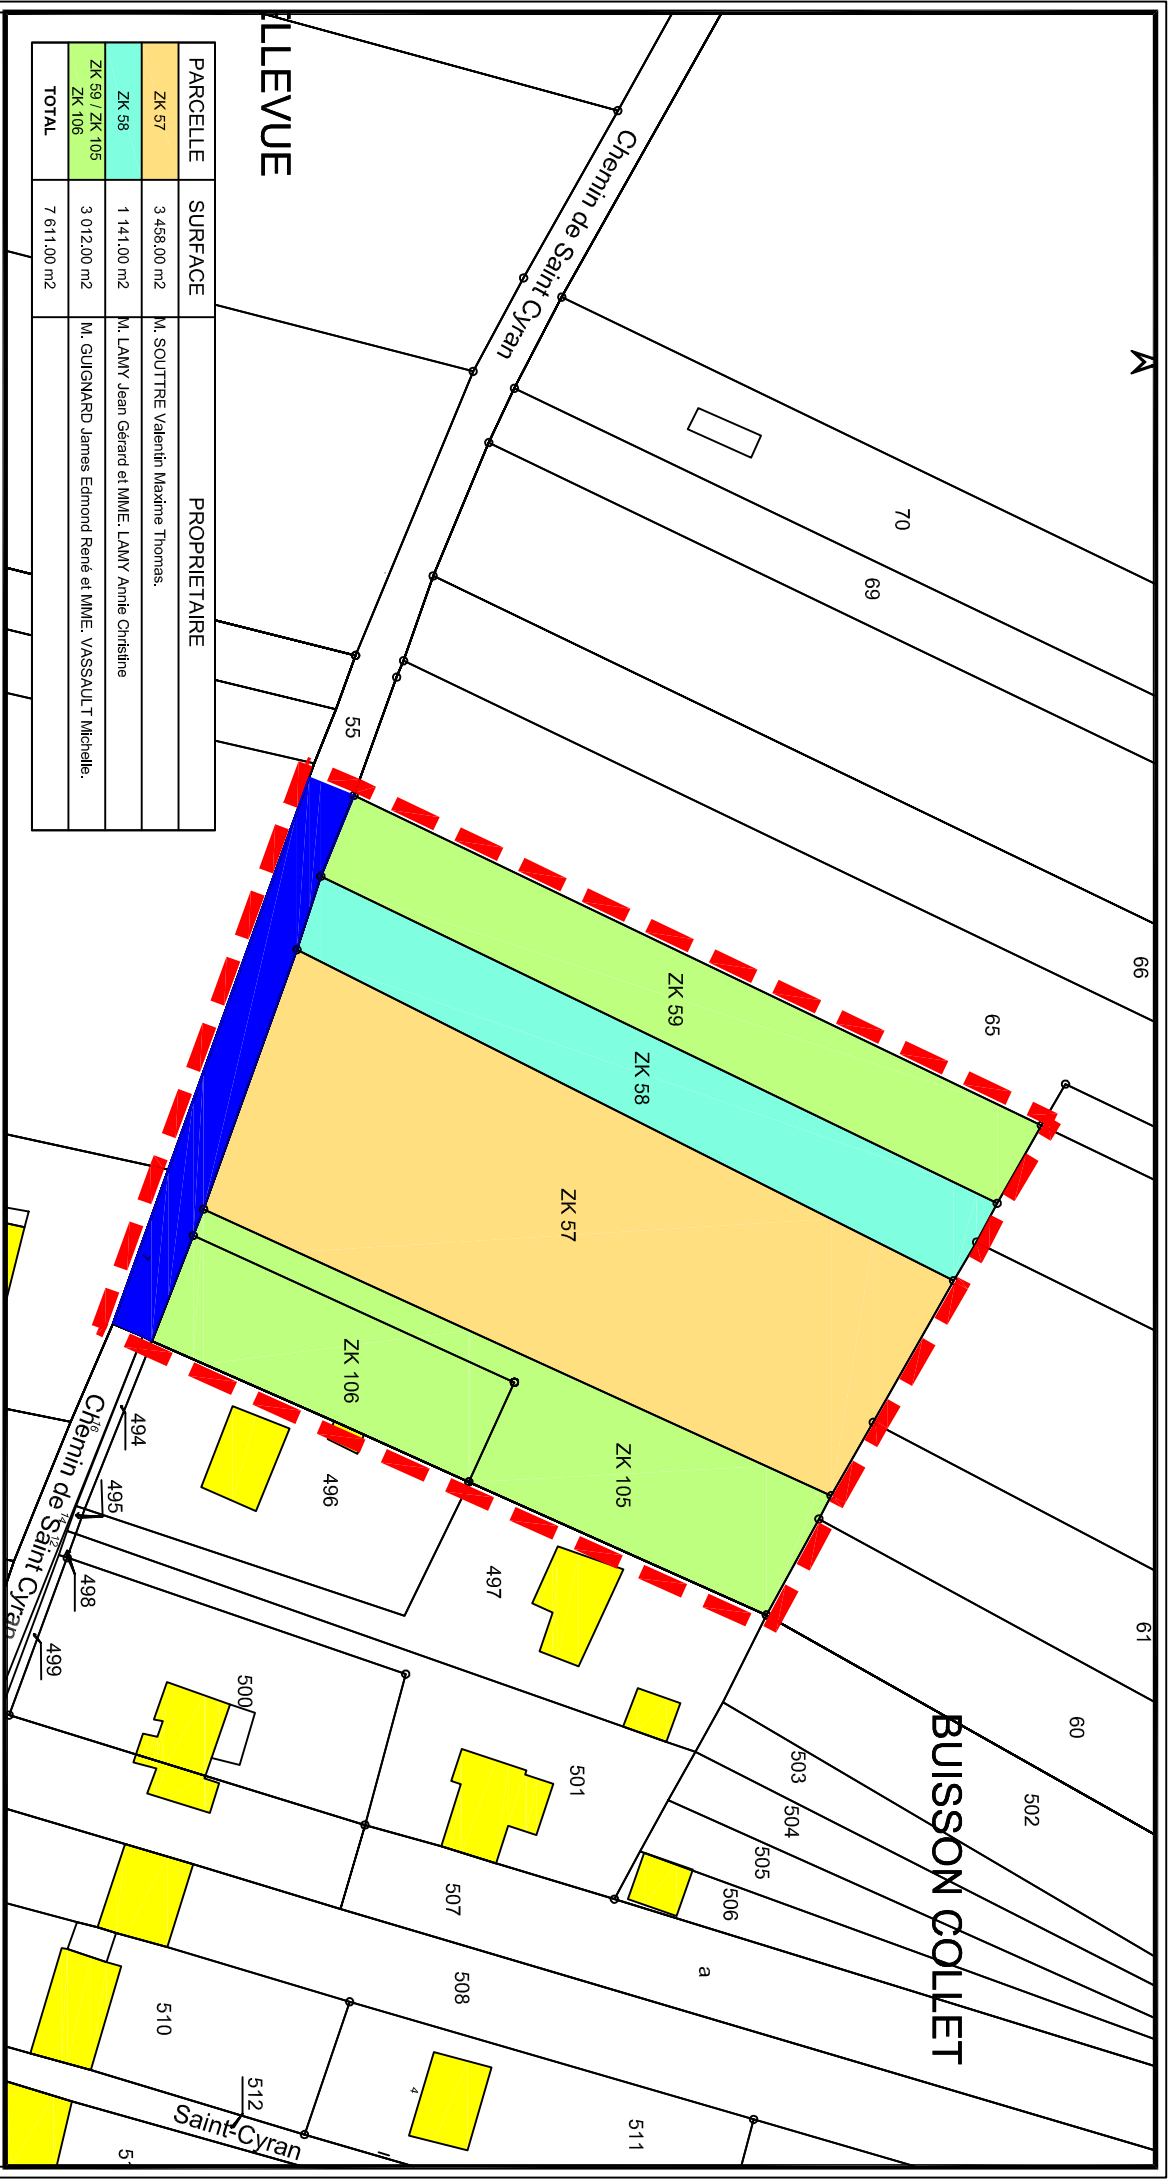 BUISSON COLLET
LLEVUE
Chemin de Saint Cyran
Chemin de Saint Cyran
Saint-Cyran
61
60
502
66
65
70
69
503
504
505
506
a
ZK 59
ZK 58
ZK 57
ZK 105
ZK 106
55
501
497
496
511
508
507
500
494
495
498
499
16
14
12
510
512
4
51
PARCELLE SURFACE PROPRIETAIRE
ZK 57 3 458.00 m2 M. SOUTTRE Valentin Maxime Thomas.
ZK 58 1 141.00 m2 M. LAMY Jean Gérard et MME. LAMY Annie Christine
ZK 59 / ZK 105
ZK 106 3 012.00 m2 M. GUIGNARD James Edmond René et MME. VASSAULT Michelle.
TOTAL 7 611.00 m2